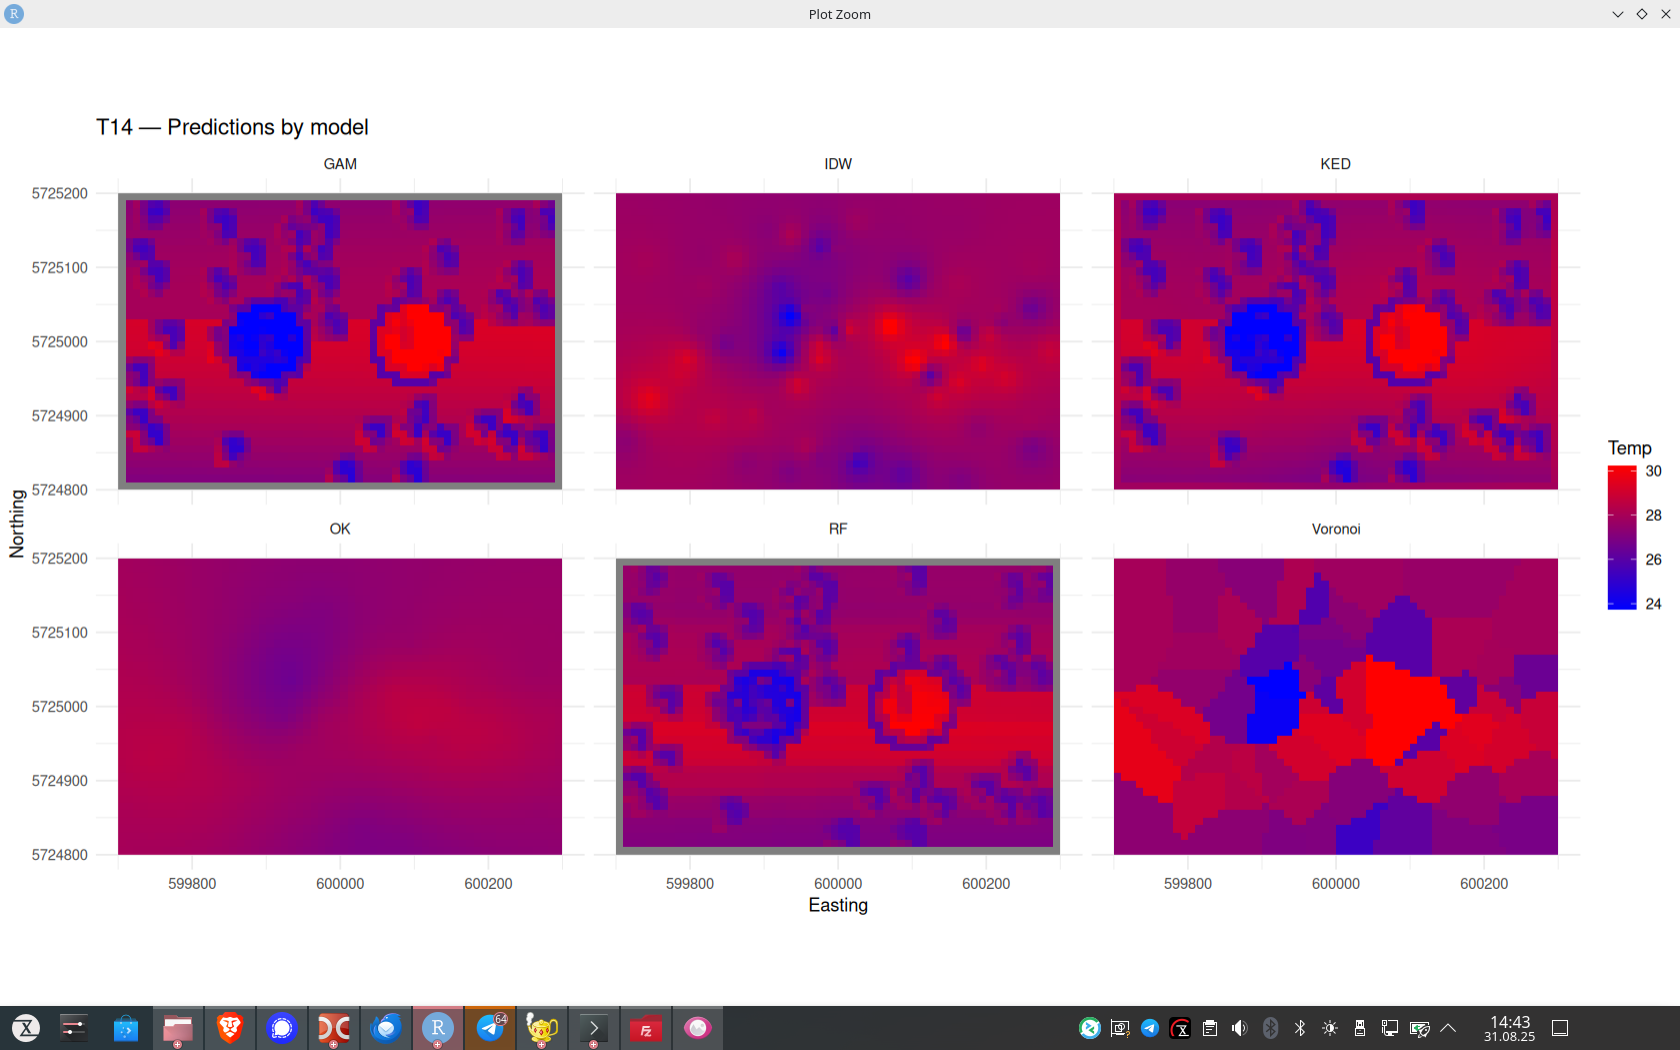 R
Plot Zoom
T14 — Predictions by model
GAM
IDW
KED
5725200
5725100
5725000
5724900
5724800
OK
RF
Voronoi
5725200
5725100
5725000
5724900
5724800
599800
600000
600200
599800
600000
600200
599800
600000
600200
Easting
Northing
Temp
30
28
26
24
R
64
Fz
14:43
31.08.25